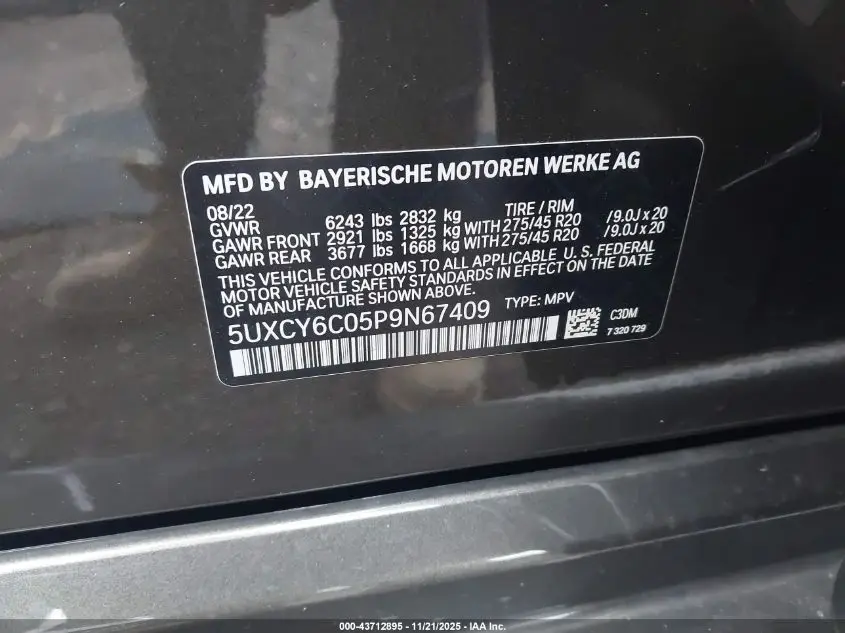 MFD BY BAYERISCHE MOTOREN WERKE AG
08/22 TIRE / RIM
GVWR 6243 lbs 2832 kg
GAWR FRONT 2921 lbs 1325 kg WITH 275/45 R20 /9.0J x 20
GAWR REAR 3677 lbs 1668 kg WITH 275/45 R20 /9.0J x 20
THIS VEHICLE CONFORMS TO ALL APPLICABLE U.S. FEDERAL
MOTOR VEHICLE SAFETY STANDARDS IN EFFECT ON THE DATE
OF MANUFACTURE SHOWN ABOVE.
5UXCY6C05P9N67409 TYPE: MPV
C3DM
7 320 729
000-43712895 - 11/21/2025 - IAA Inc.